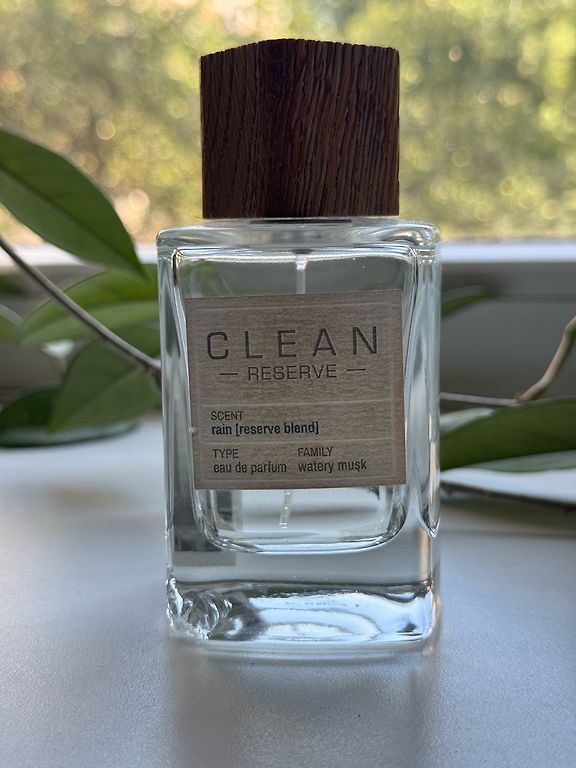 CLEAN
— RESERVE —
SCENT
rain [reserve blend]
TYPE FAMILY
eau de parfum watery musk